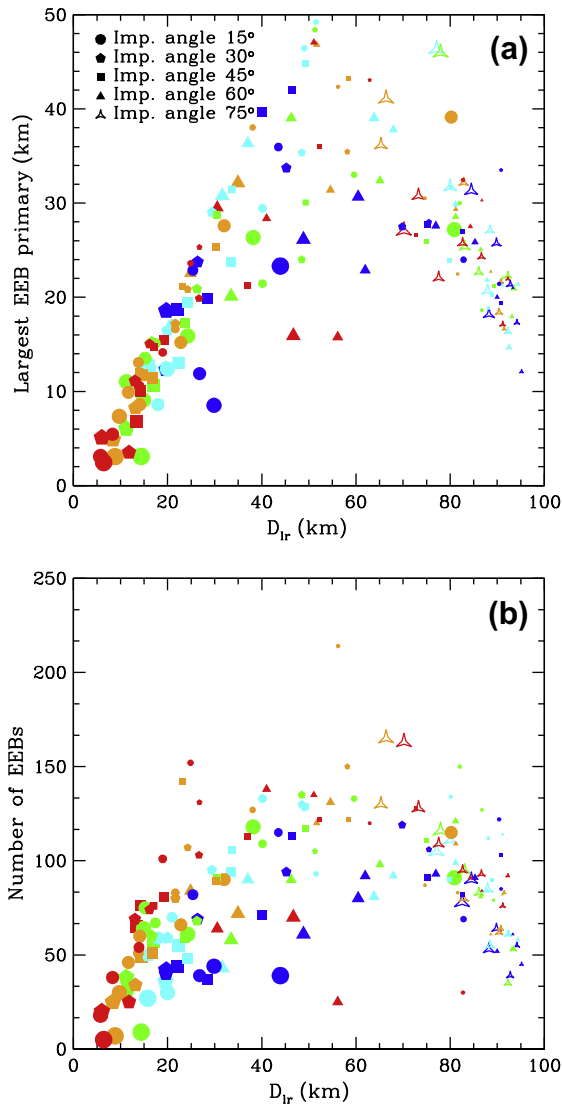 (a)
Imp. angle 15°
Imp. angle 30°
Imp. angle 45°
Imp. angle 60°
Imp. angle 75°
Largest EEB primary (km)
50
40
30
20
10
0
0 20 40 60 80 100
D_lr (km)
(b)
Number of EEBs
250
200
150
100
50
0
0 20 40 60 80 100
D_lr (km)